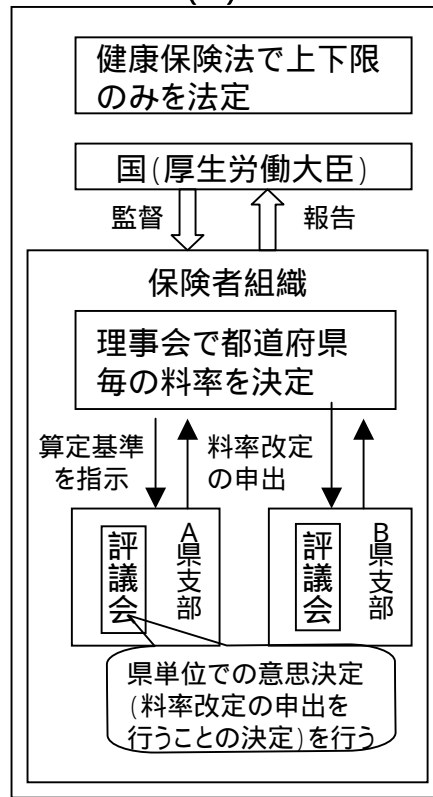 健康保険法で上下限
のみを法定
国(厚生労働大臣)
監督
報告
保険者組織
理事会で都道府県
毎の料率を決定
算定基準
を指示
料率改定
の申出
評議会
A県支部
評議会
B県支部
県単位での意思決定
(料率改定の申出を
行うことの決定)を行う